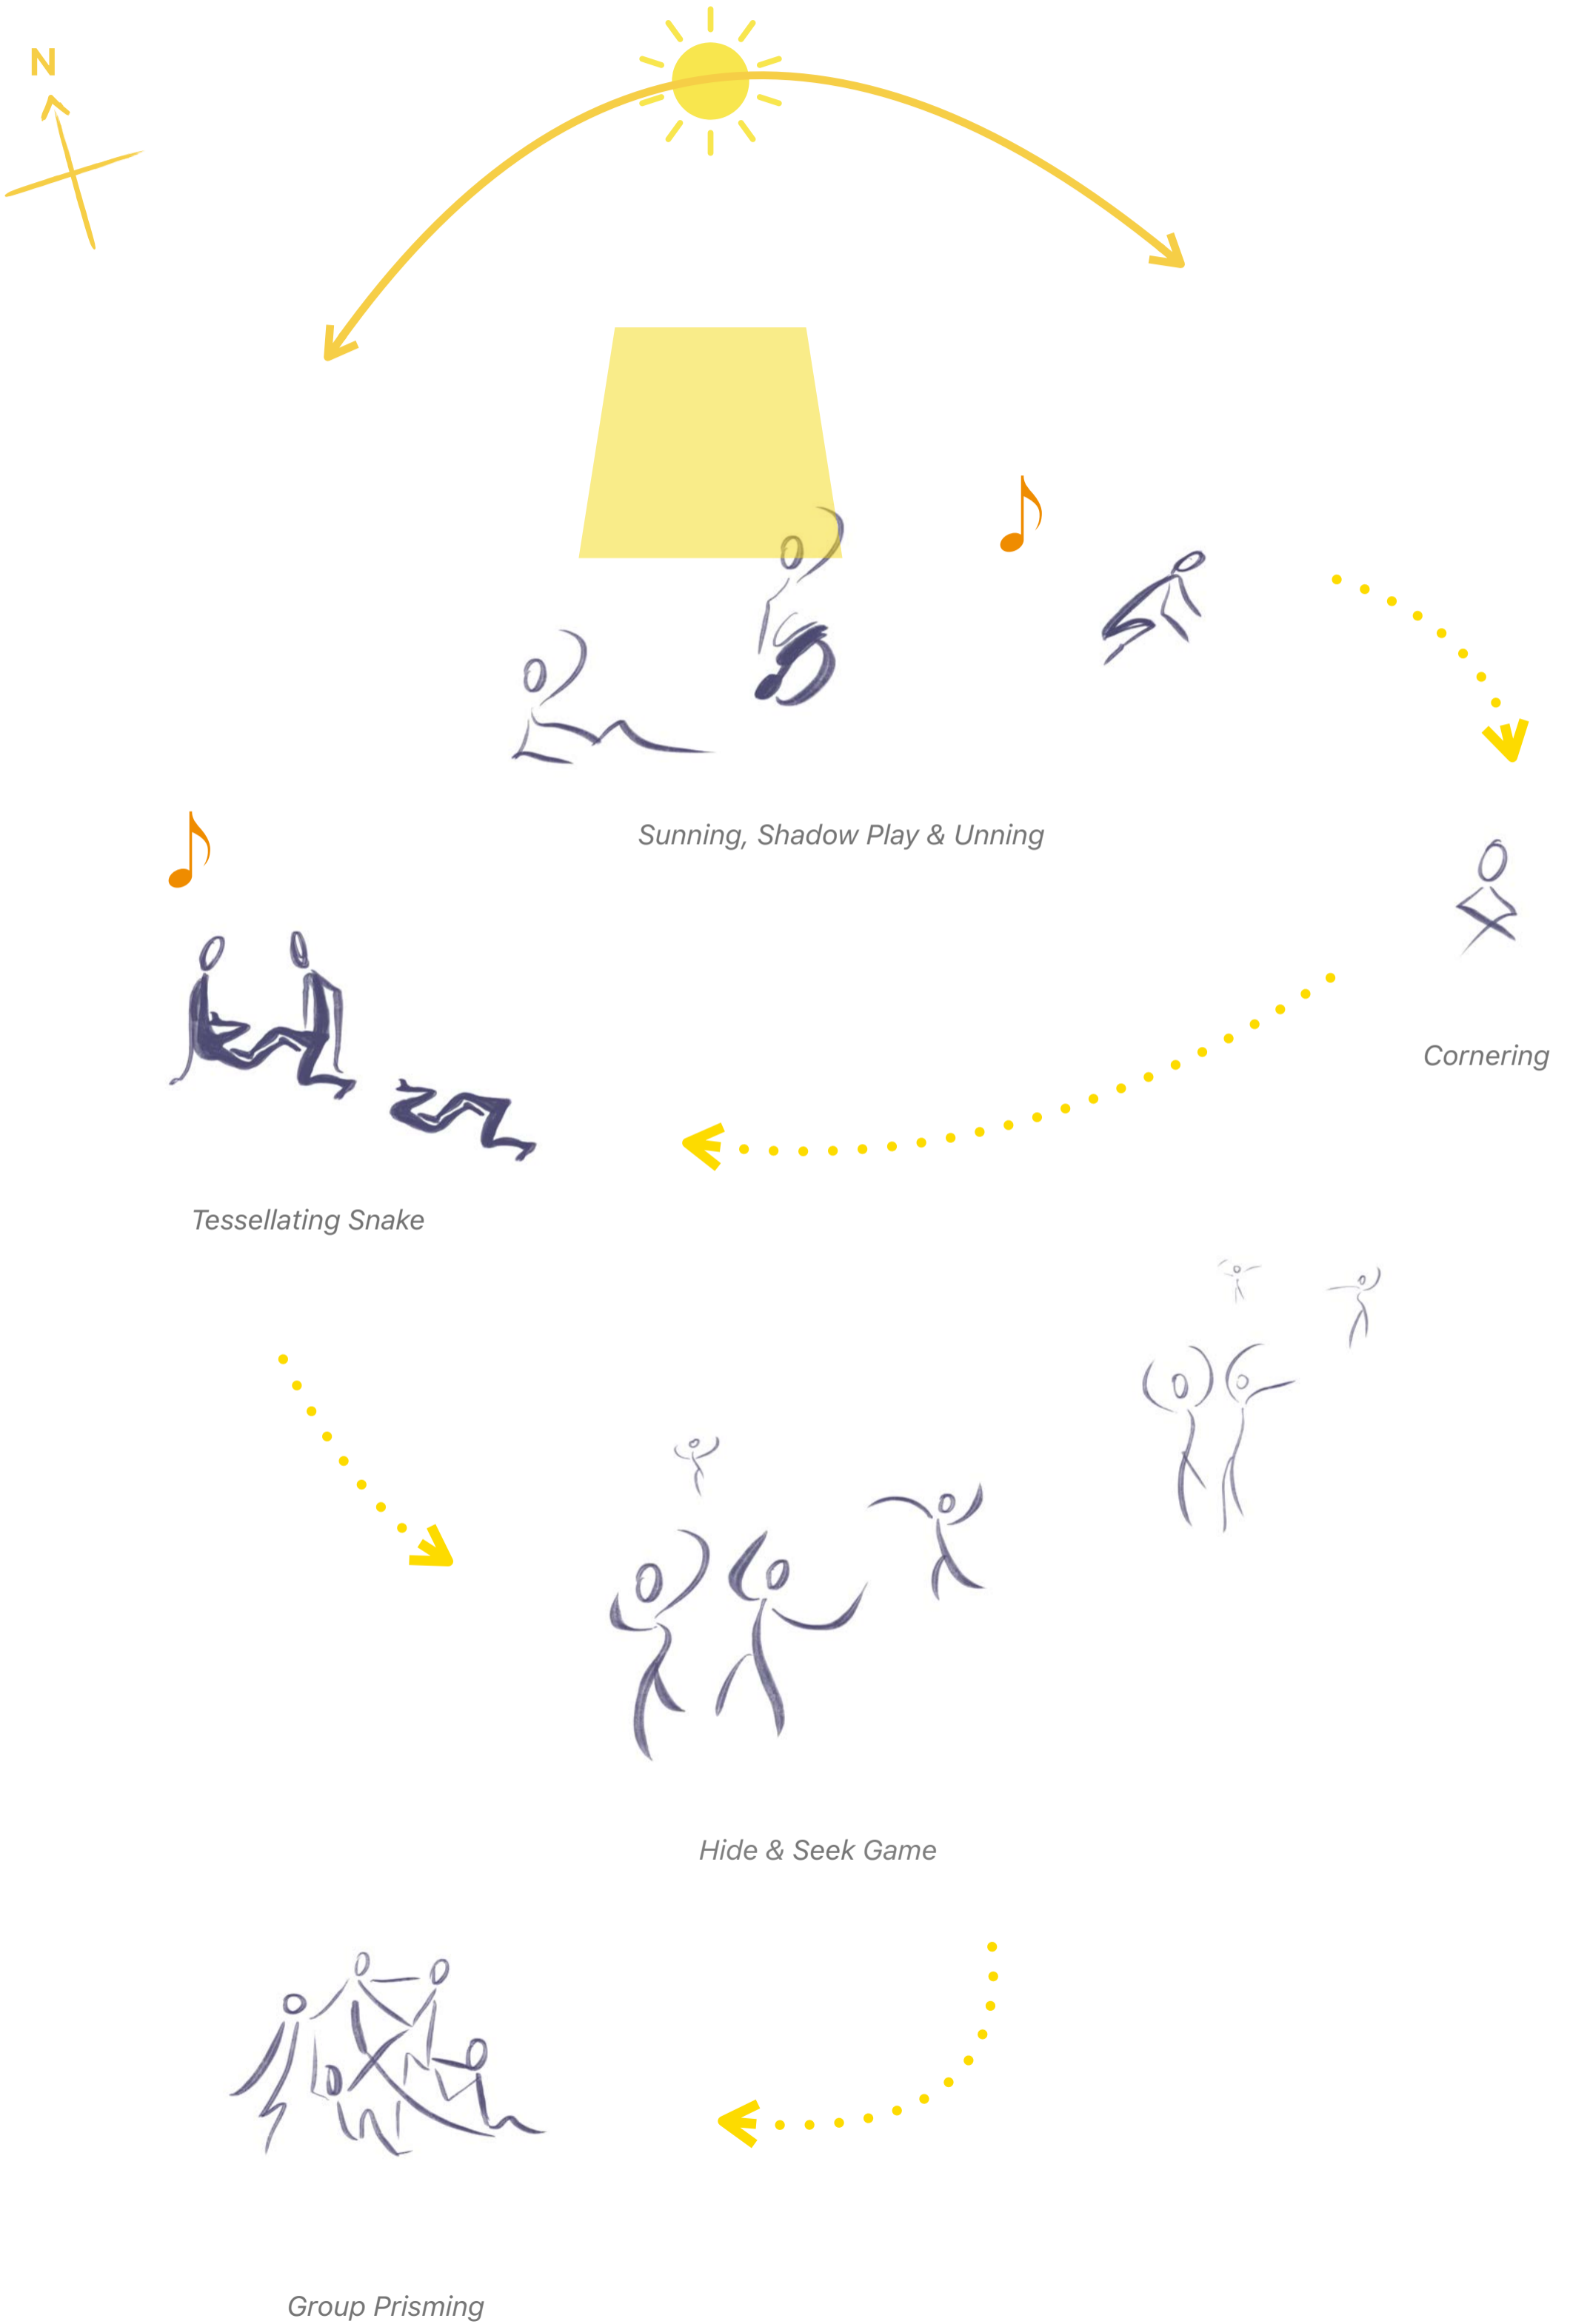 N
Sunning, Shadow Play & Unning
Cornering
Tessellating Snake
Hide & Seek Game
Group Prisming